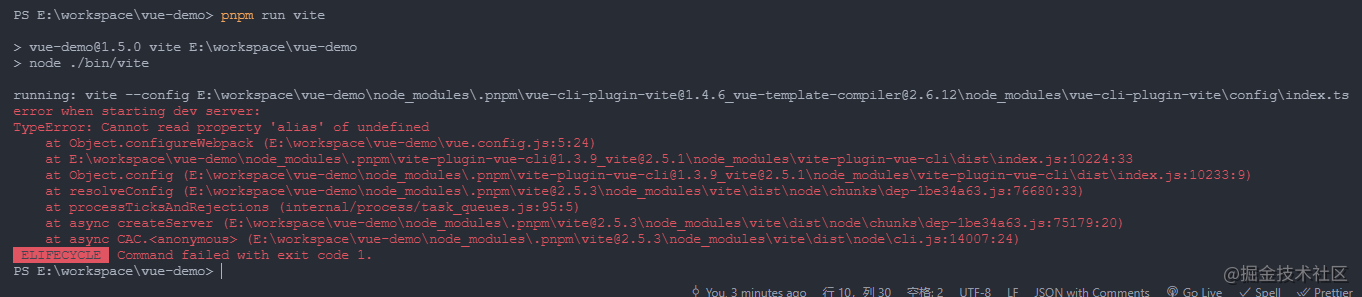 PS E:\workspace\vue-demo> pnpm run vite
> vue-demo@1.5.0 vite E:\workspace\vue-demo
> node ./bin/vite
running: vite --config E:\workspace\vue-demo\node_modules\.pnpm\vue-cli-plugin-vite@1.4.6_vue-template-compiler@2.6.12\node_modules\vue-cli-plugin-vite\config\index.ts
error when starting dev server:
TypeError: Cannot read property 'alias' of undefined
at Object.configureWebpack (E:\workspace\vue-demo\vue.config.js:5:24)
at E:\workspace\vue-demo\node_modules\.pnpm\vite-plugin-vue-cli@1.3.9_vite@2.5.1\node_modules\vite-plugin-vue-cli\dist\index.js:10224:33
at Object.config (E:\workspace\vue-demo\node_modules\.pnpm\vite-plugin-vue-cli@1.3.9_vite@2.5.1\node_modules\vite-plugin-vue-cli\dist\index.js:10233:9)
at resolveConfig (E:\workspace\vue-demo\node_modules\.pnpm\vite@2.5.3\node_modules\vite\dist\node\chunks\dep-1be34a63.js:76680:33)
at processTicksAndRejections (internal/process/task_queues.js:95:5)
at async createServer (E:\workspace\vue-demo\node_modules\.pnpm\vite@2.5.3\node_modules\vite\dist\node\chunks\dep-1be34a63.js:75179:20)
at async CAC.<anonymous> (E:\workspace\vue-demo\node_modules\.pnpm\vite@2.5.3\node_modules\vite\dist\node\cli.js:14007:24)
ELIFECYCLE Command failed with exit code 1.
PS E:\workspace\vue-demo>
@掘金技术社区
You, 3 minutes ago 行 10，列 30 空格: 2 UTF-8 LF JSON with Comments Go Live Spell Prettier